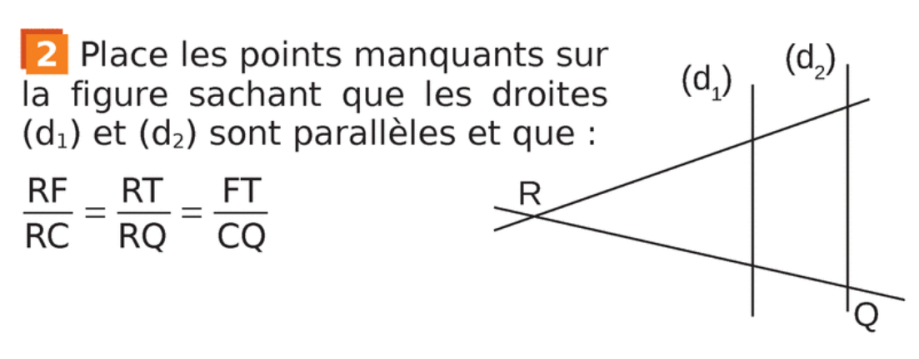 2 Place les points manquants sur
la figure sachant que les droites
(d₁) et (d₂) sont parallèles et que :
RF/RC = RT/RQ = FT/CQ
(d₁)
(d₂)
R
Q